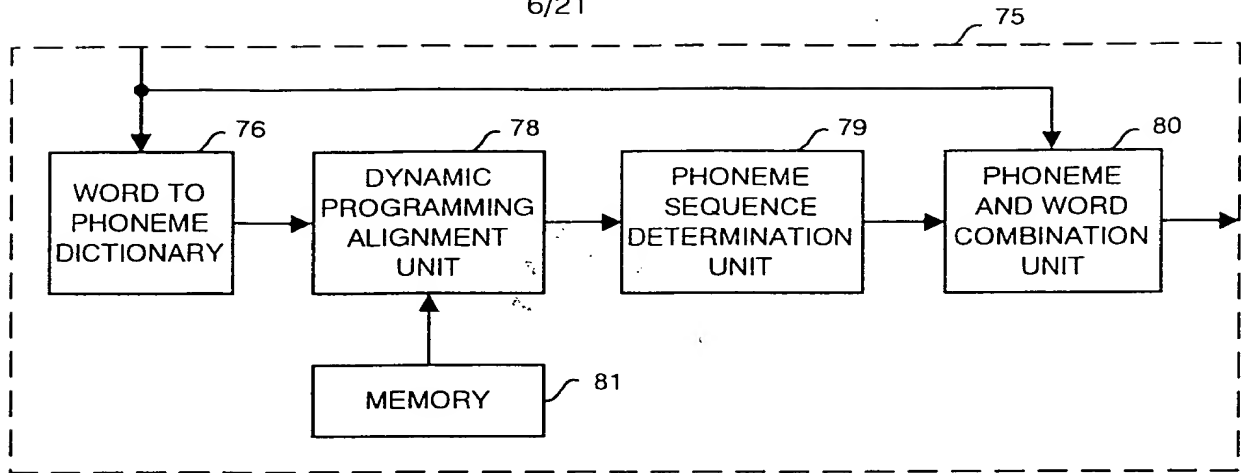 6/21
75
76
78
79
80
WORD TO
PHONEME
DICTIONARY
DYNAMIC
PROGRAMMING
ALIGNMENT
UNIT
PHONEME
SEQUENCE
DETERMINATION
UNIT
PHONEME
AND WORD
COMBINATION
UNIT
MEMORY
81